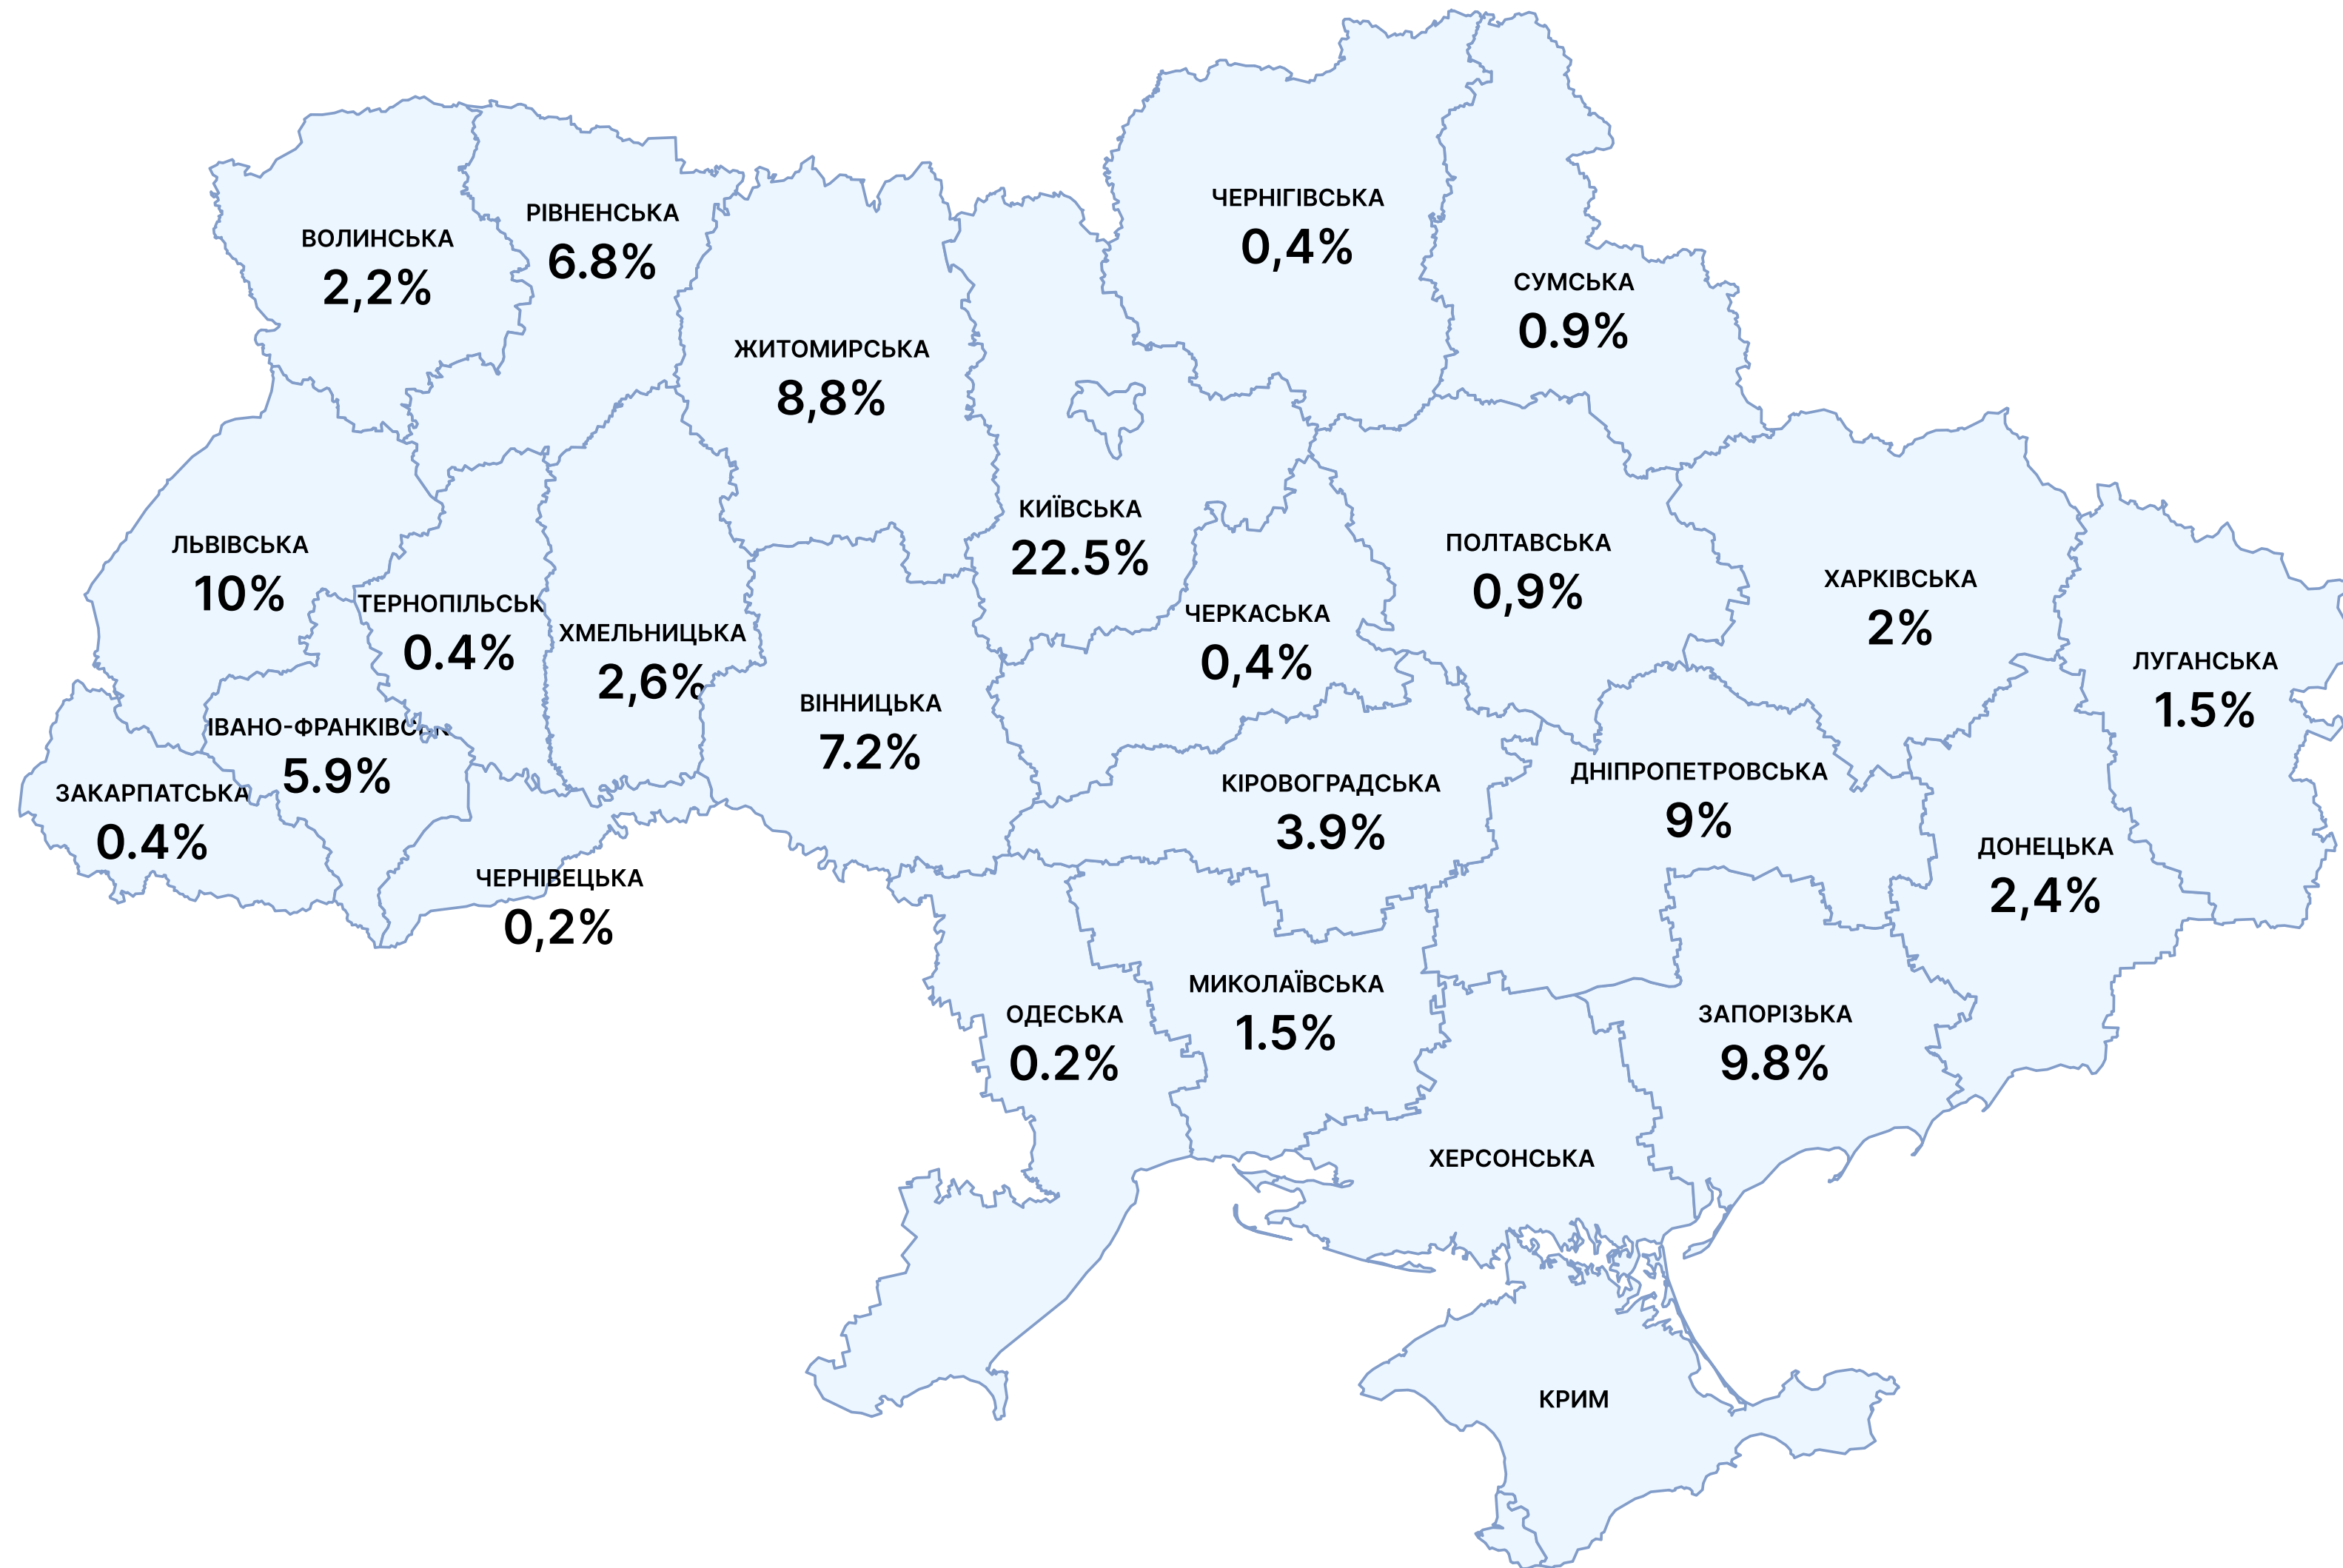 ЧЕРНІГІВСЬКА
0,4%
РІВНЕНСЬКА
6.8%
ВОЛИНСЬКА
2,2%
СУМСЬКА
0.9%
ЖИТОМИРСЬКА
8,8%
КИЇВСЬКА
22.5%
ПОЛТАВСЬКА
0,9%
ЛЬВІВСЬКА
10%
ХАРКІВСЬКА
2%
ТЕРНОПІЛЬСЬК
0.4%
ЧЕРКАСЬКА
0,4%
ХМЕЛЬНИЦЬКА
2,6%
ЛУГАНСЬКА
1.5%
ВІННИЦЬКА
7.2%
ІВАНО-ФРАНКІВСЬК
5.9%
ДНІПРОПЕТРОВСЬКА
9%
КІРОВОГРАДСЬКА
3.9%
ЗАКАРПАТСЬКА
0.4%
ДОНЕЦЬКА
2,4%
ЧЕРНІВЕЦЬКА
0,2%
МИКОЛАЇВСЬКА
1.5%
ОДЕСЬКА
0.2%
ЗАПОРІЗЬКА
9.8%
ХЕРСОНСЬКА
КРИМ